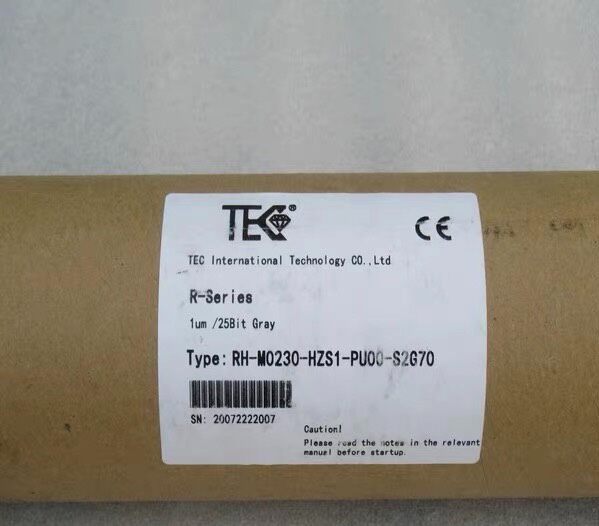 TEC®
CE
TEC International Technology CO.,Ltd
R-Series
1um /25Bit Gray
Type: RH-M0230-HZS1-PU00-S2G70
SN: 20072222007
Caution!
Please read the notes in the relevant
manual before startup.